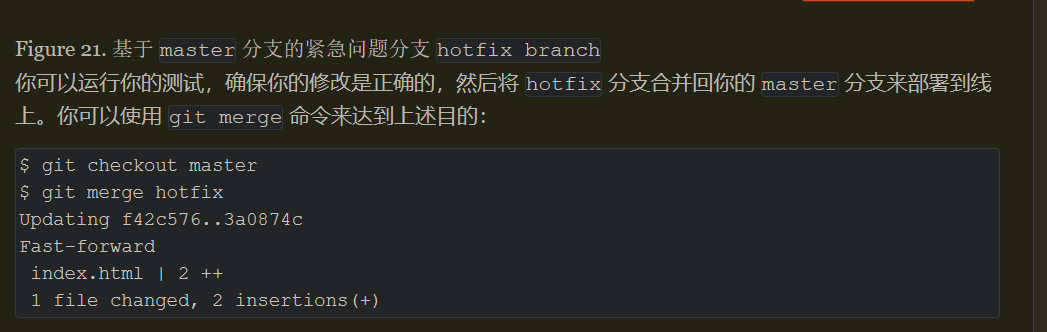 Figure 21. 基于 master 分支的紧急问题分支 hotfix branch
你可以运行你的测试，确保你的修改是正确的，然后将 hotfix 分支合并回你的 master 分支来部署到线
上。你可以使用 git merge 命令来达到上述目的：
$ git checkout master
$ git merge hotfix
Updating f42c576..3a0874c
Fast-forward
 index.html | 2 ++
 1 file changed, 2 insertions(+)